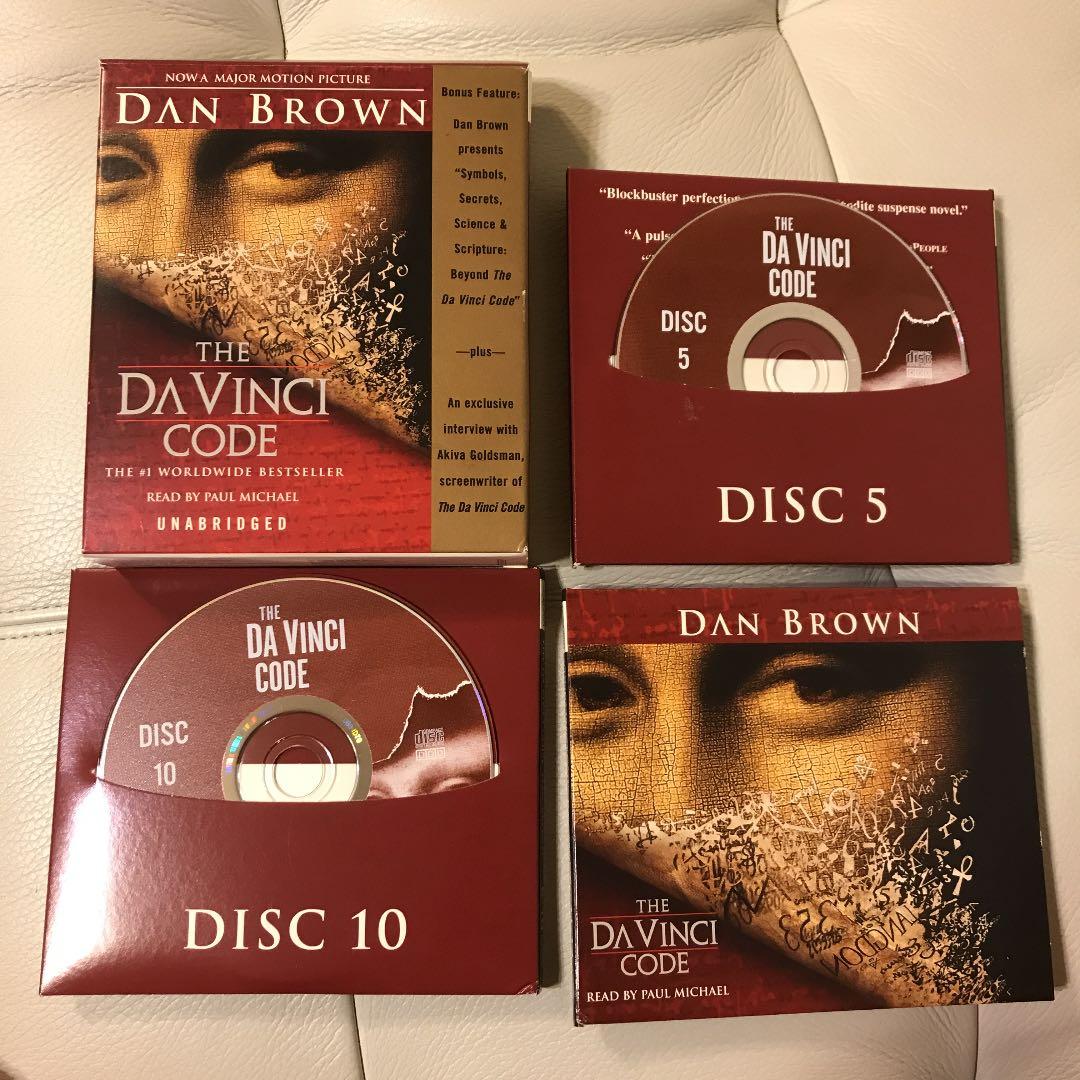 NOW A MAJOR MOTION PICTURE
DAN BROWN
THE
DA VINCI
CODE
THE #1 WORLDWIDE BESTSELLER
READ BY PAUL MICHAEL
UNABRIDGED
Bonus Feature:
Dan Brown
presents
"Symbols,
Secrets,
Science &
Scripture:
Beyond The
Da Vinci Code"
—plus—
An exclusive
interview with
Akiva Goldsman,
screenwriter of
The Da Vinci Code
"Blockbuster perfection suspense novel."
"A
PEOPLE
THE
DA VINCI
CODE
DISC
5
DISC 5
THE
DA VINCI
CODE
DISC
10
DISC 10
DAN BROWN
THE
DA VINCI
CODE
READ BY PAUL MICHAEL